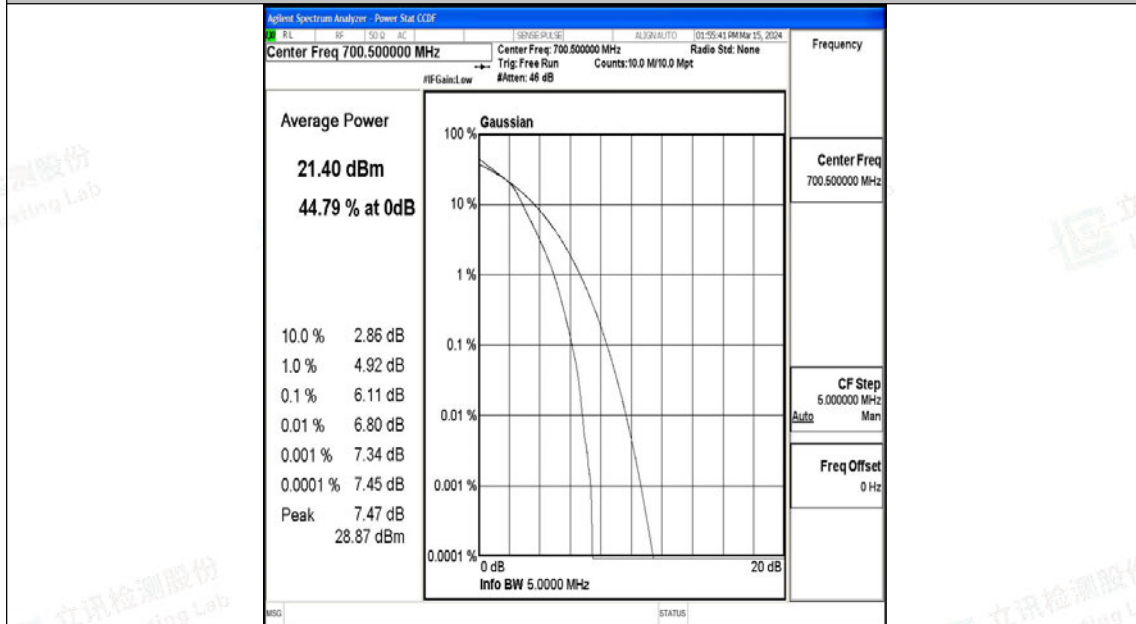 Agilent Spectrum Analyzer - Power Stat CCDF
RL RF 50 Ω AC SENSE:PULSE ALIGNAUTO 01:55:41 PM Mar 15, 2024
Center Freq 700.500000 MHz
Center Freq: 700.500000 MHz Radio Std: None
Trig: Free Run Counts:10.0 M/10.0 Mpt
#IFGain:Low #Atten: 46 dB
Frequency
Average Power
21.40 dBm
44.79 % at 0dB
10.0 % 2.86 dB
1.0 % 4.92 dB
0.1 % 6.11 dB
0.01 % 6.80 dB
0.001 % 7.34 dB
0.0001 % 7.45 dB
Peak 7.47 dB
28.87 dBm
Gaussian
100 %
10 %
1 %
0.1 %
0.01 %
0.001 %
0.0001 %
0 dB 20 dB
Info BW 5.0000 MHz
Center Freq
700.500000 MHz
CF Step
5.000000 MHz
Auto Man
Freq Offset
0 Hz
MSG STATUS
立讯检测股份